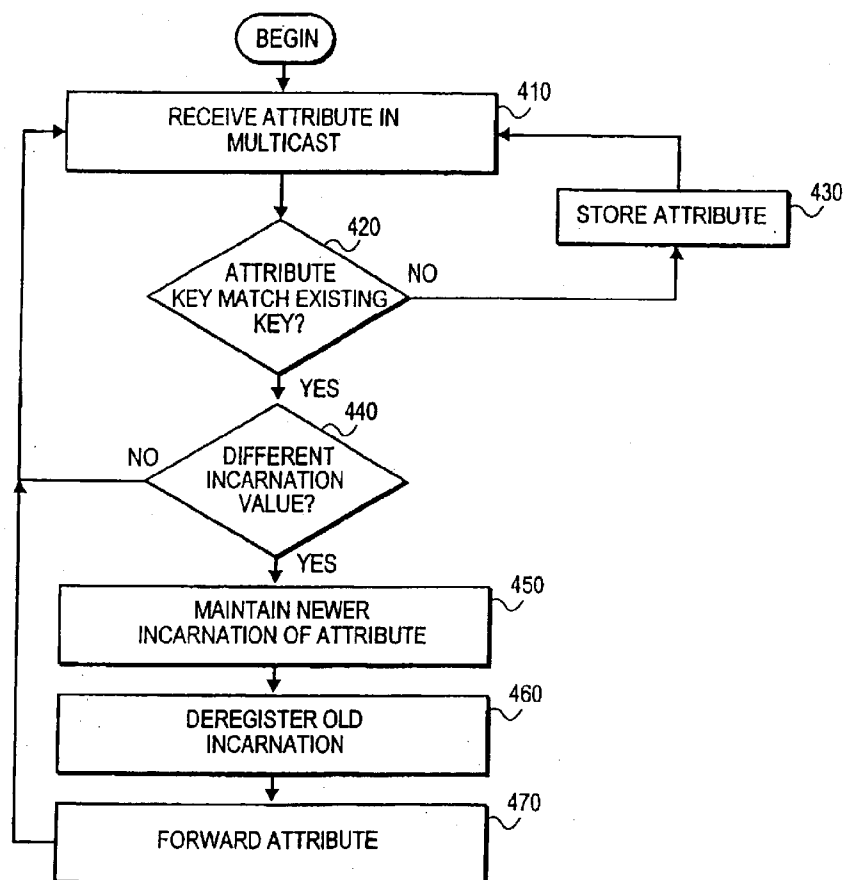 BEGIN
RECEIVE ATTRIBUTE IN
MULTICAST
410
STORE ATTRIBUTE
430
420
ATTRIBUTE
KEY MATCH EXISTING
KEY?
NO
YES
440
NO
DIFFERENT
INCARNATION
VALUE?
YES
450
MAINTAIN NEWER
INCARNATION OF ATTRIBUTE
460
DEREGISTER OLD
INCARNATION
470
FORWARD ATTRIBUTE